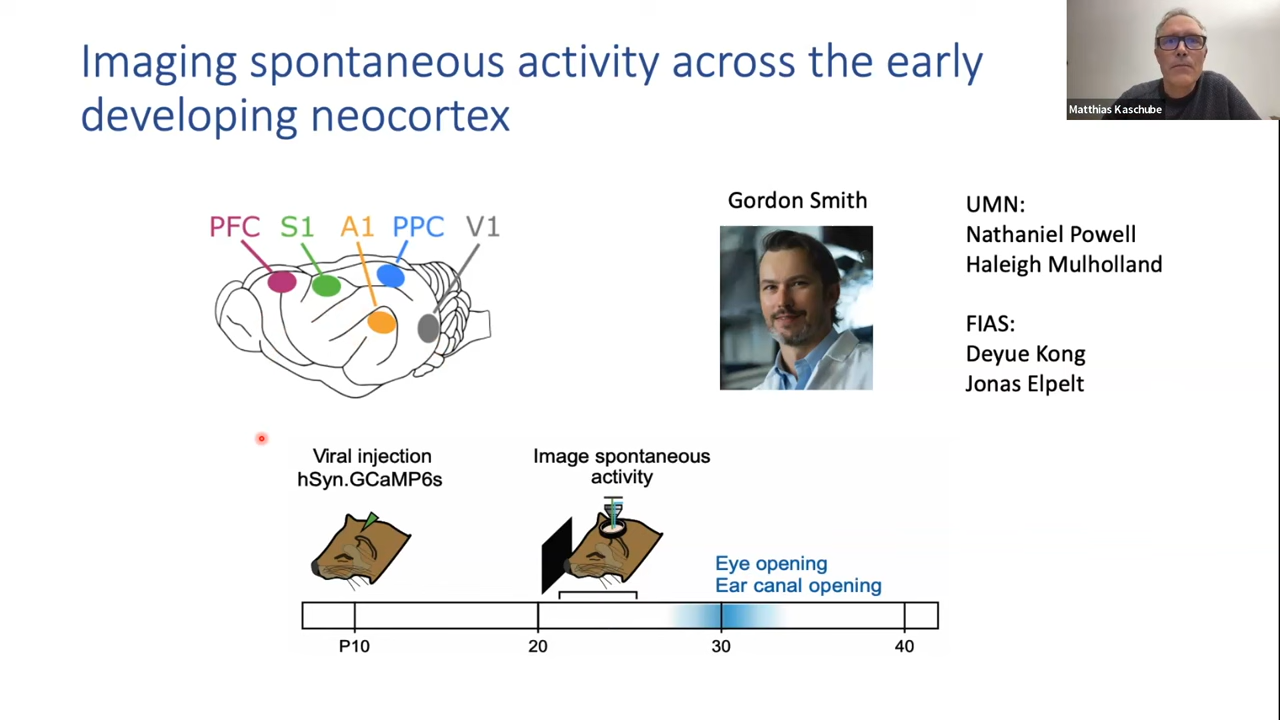 Imaging spontaneous activity across the early
developing neocortex
Matthias Kaschube
PFC S1 A1 PPC V1
Gordon Smith
UMN:
Nathaniel Powell
Haleigh Mulholland
FIAS:
Deyue Kong
Jonas Elpelt
Viral injection
hSyn.GCaMP6s
Image spontaneous
activity
Eye opening
Ear canal opening
P10 20 30 40